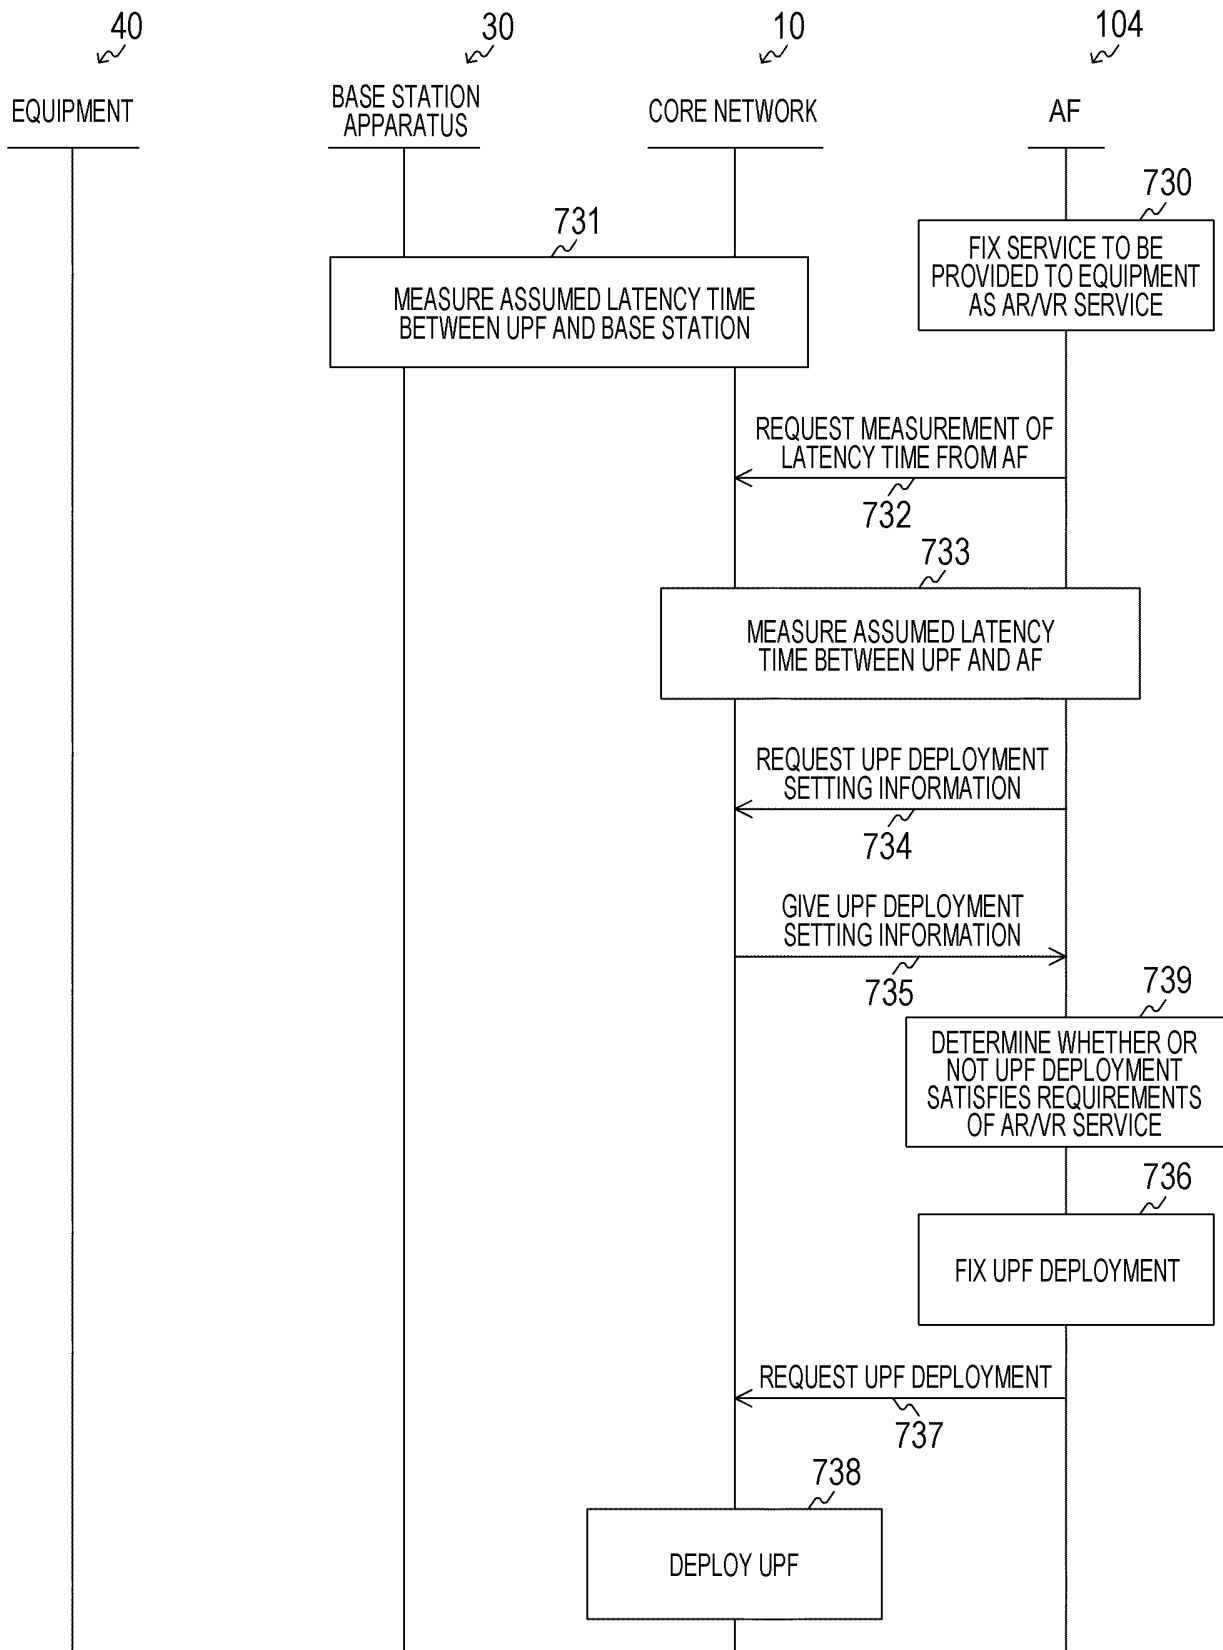 40
30
10
104
EQUIPMENT
BASE STATION
APPARATUS
CORE NETWORK
AF
730
FIX SERVICE TO BE
PROVIDED TO EQUIPMENT
AS AR/VR SERVICE
731
MEASURE ASSUMED LATENCY TIME
BETWEEN UPF AND BASE STATION
REQUEST MEASUREMENT OF
LATENCY TIME FROM AF
732
733
MEASURE ASSUMED LATENCY
TIME BETWEEN UPF AND AF
REQUEST UPF DEPLOYMENT
SETTING INFORMATION
734
GIVE UPF DEPLOYMENT
SETTING INFORMATION
735
739
DETERMINE WHETHER OR
NOT UPF DEPLOYMENT
SATISFIES REQUIREMENTS
OF AR/VR SERVICE
736
FIX UPF DEPLOYMENT
REQUEST UPF DEPLOYMENT
737
738
DEPLOY UPF